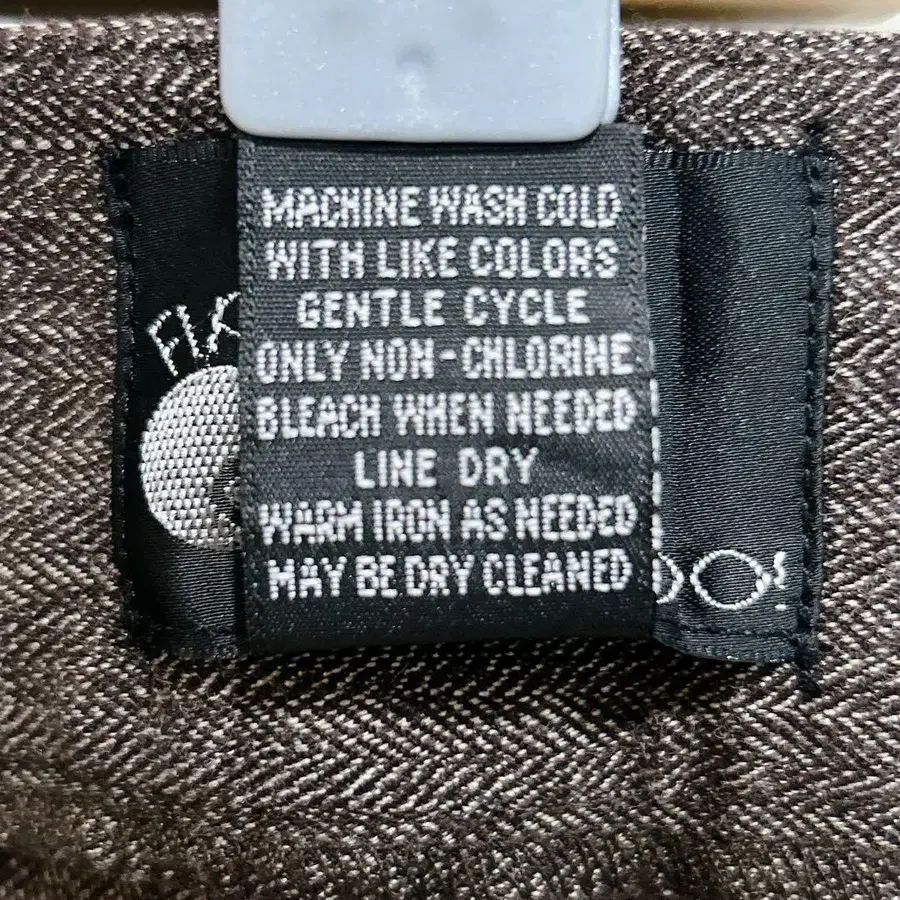 MACHINE WASH COLD
WITH LIKE COLORS
GENTLE CYCLE
ONLY NON-CHLORINE
BLEACH WHEN NEEDED
LINE DRY
WARM IRON AS NEEDED
MAY BE DRY CLEANED